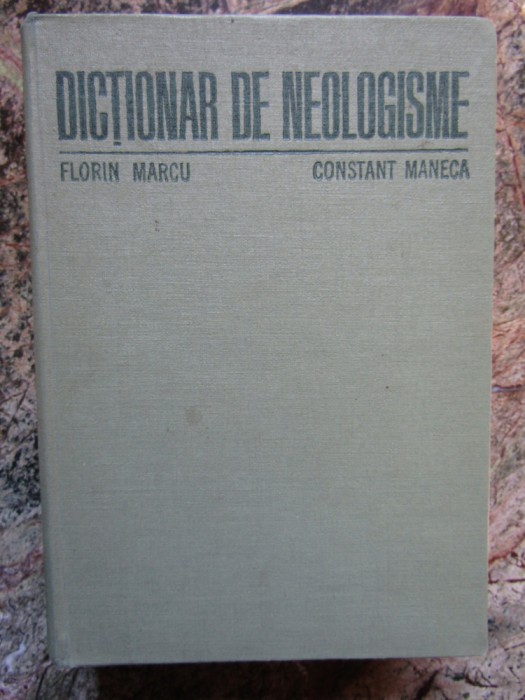 DICȚIONAR DE NEOLOGISME
FLORIN MARCU CONSTANT MANECA